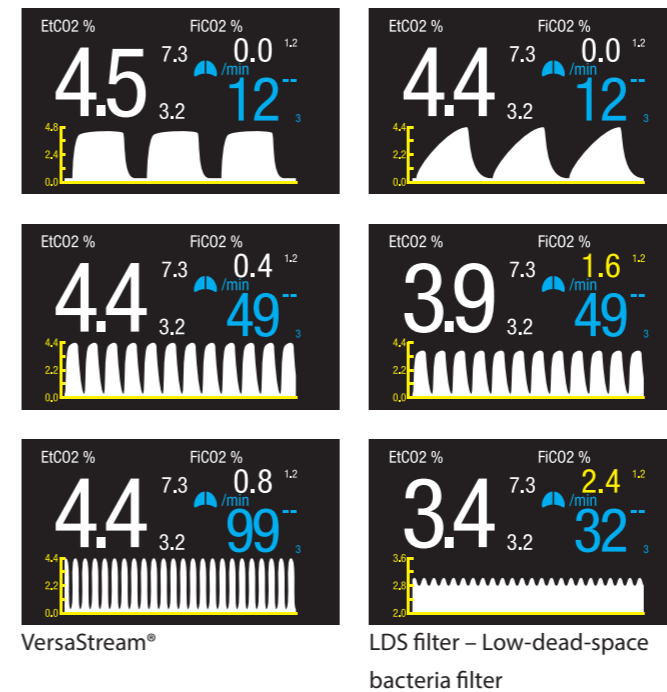 EtCO2 % FiCO2 %
4.5 7.3 3.2 0.0 1.2
/min 12 -- 3
4.8
2.4
0.0
EtCO2 % FiCO2 %
4.4 7.3 3.2 0.0 1.2
/min 12 -- 3
4.4
2.4
0.0
EtCO2 % FiCO2 %
4.4 7.3 3.2 0.4 1.2
/min 49 -- 3
4.4
2.2
0.0
EtCO2 % FiCO2 %
3.9 7.3 3.2 1.6 1.2
/min 49 -- 3
4.4
2.2
0.0
EtCO2 % FiCO2 %
4.4 7.3 3.2 0.8 1.2
/min 99 -- 3
4.4
2.2
0.0
EtCO2 % FiCO2 %
3.4 7.3 3.2 2.4 1.2
/min 32 -- 3
3.6
2.8
2.0
VersaStream®
LDS filter – Low-dead-space
bacteria filter